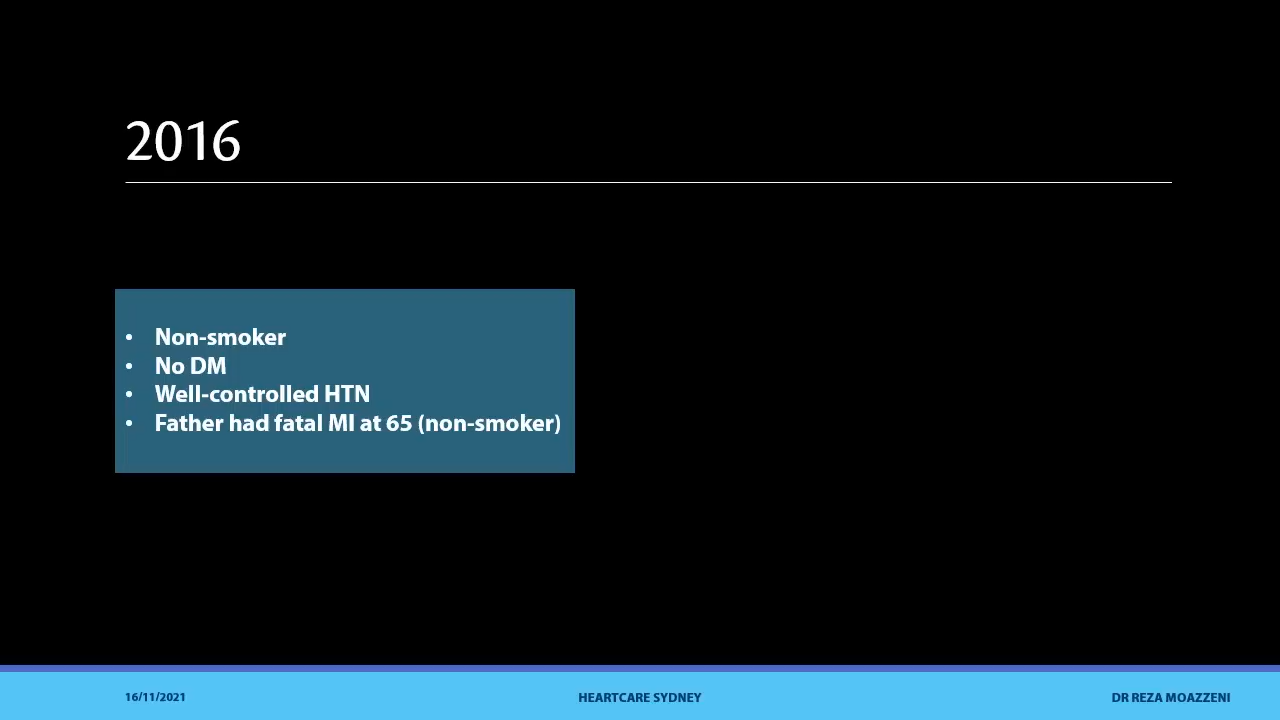 2016
• Non-smoker
• No DM
• Well-controlled HTN
• Father had fatal MI at 65 (non-smoker)
16/11/2021 HEARTCARE SYDNEY DR REZA MOAZZENI